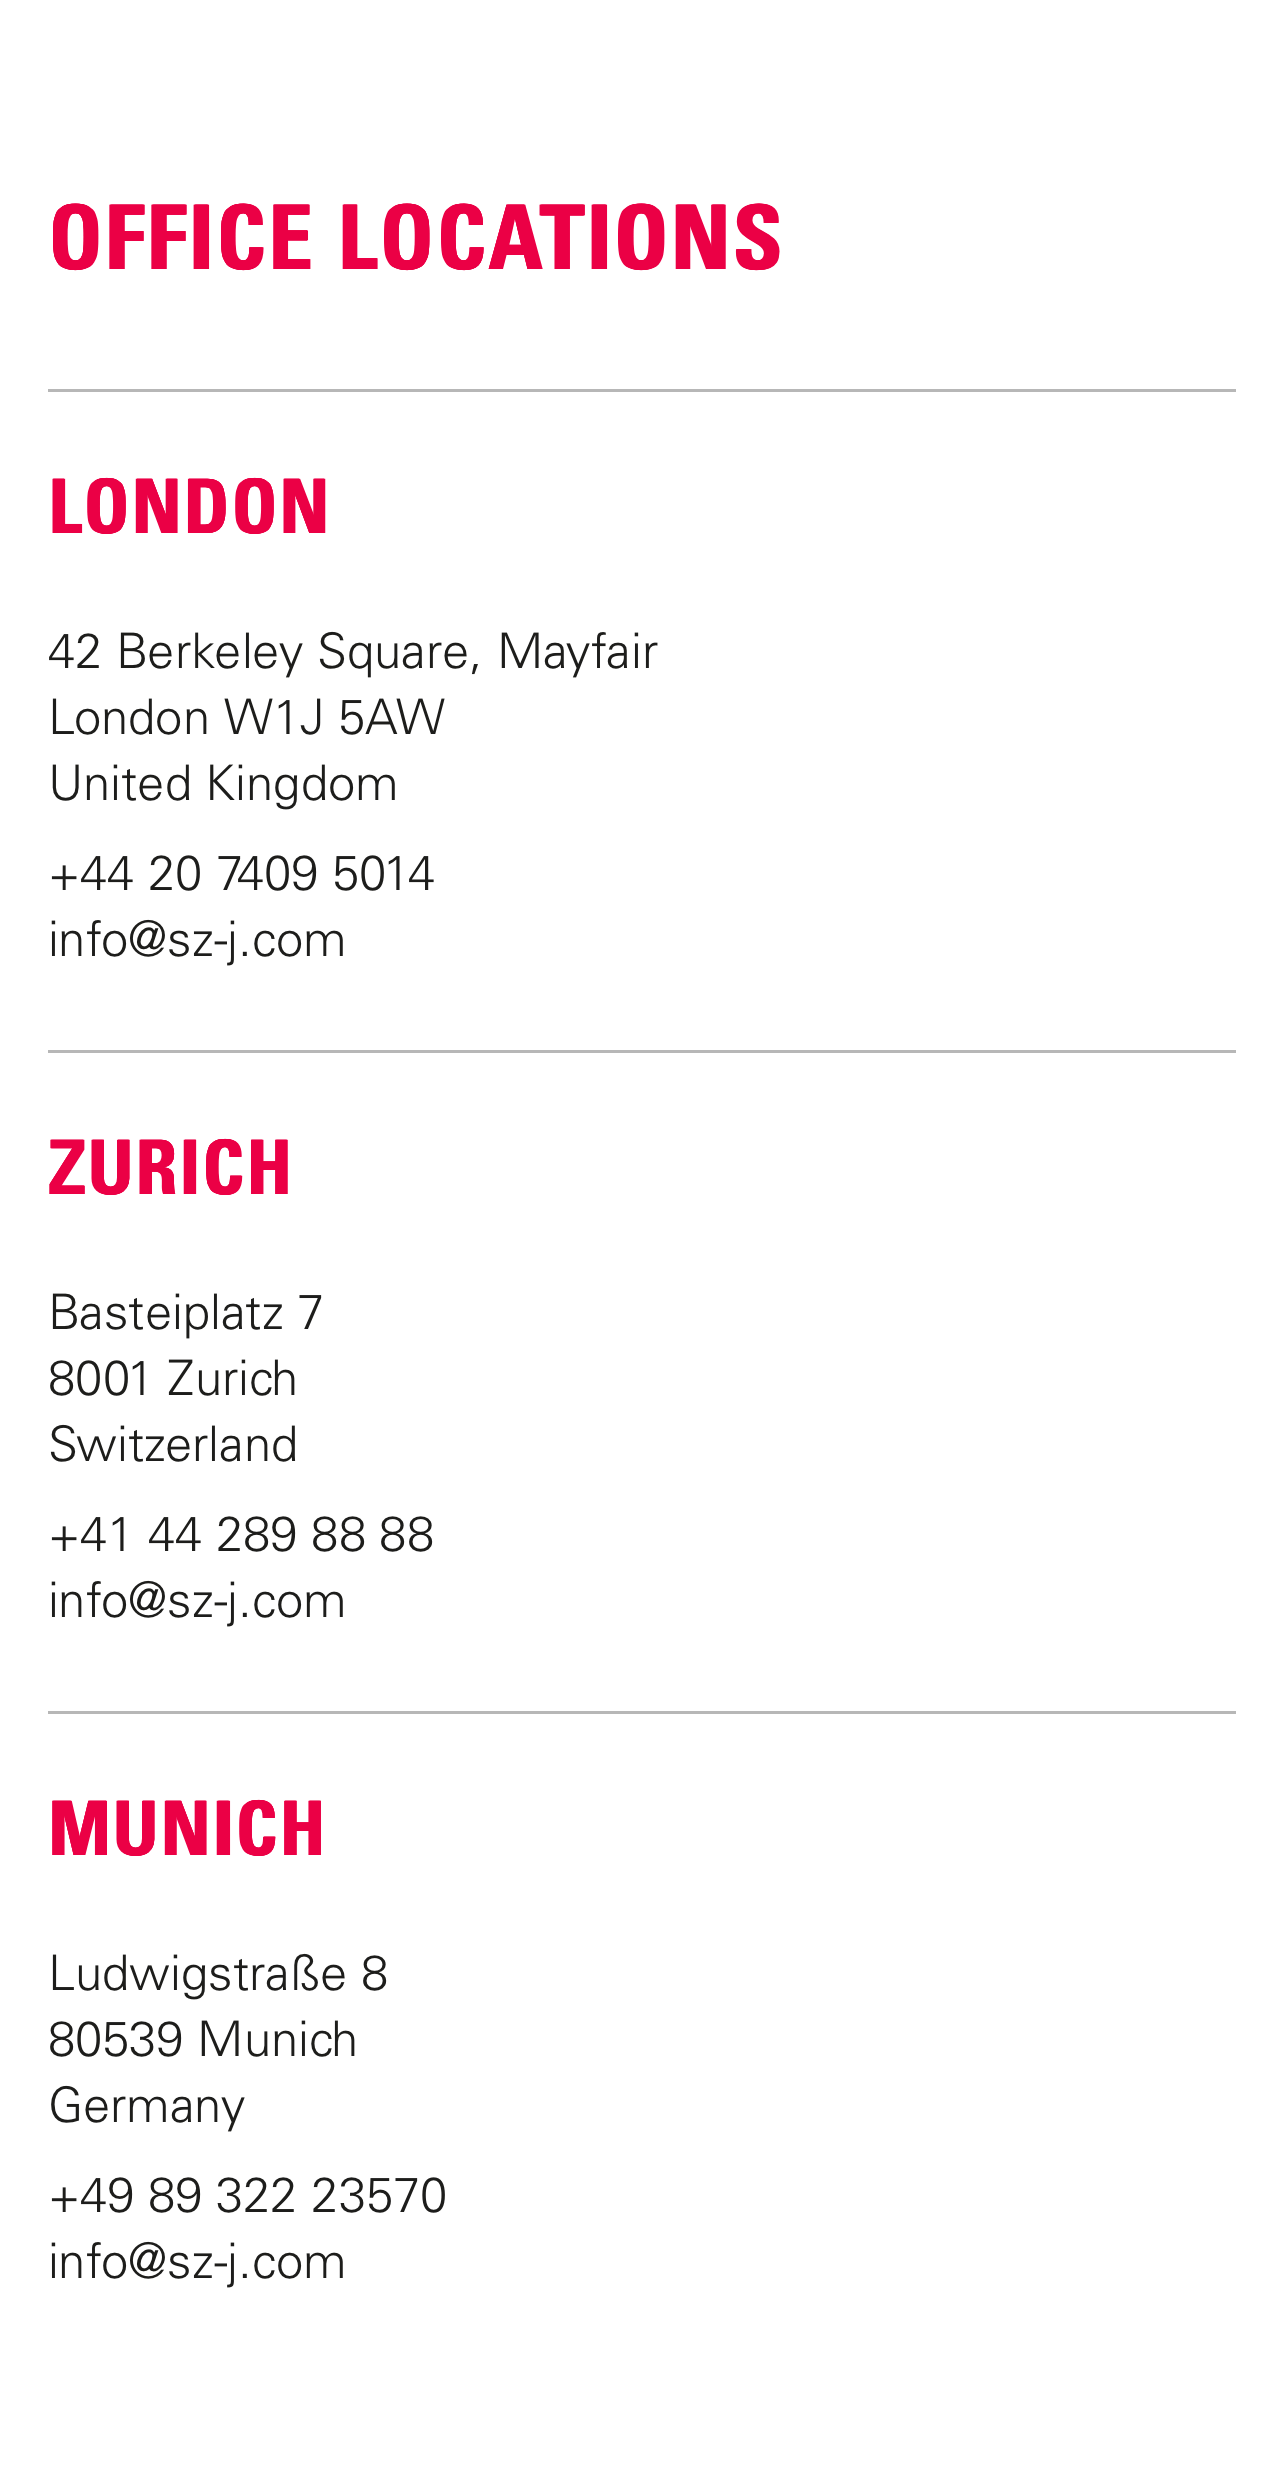 OFFICE LOCATIONS
LONDON
42 Berkeley Square, Mayfair
London W1J 5AW
United Kingdom
+44 20 7409 5014
info@sz-j.com
ZURICH
Basteiplatz 7
8001 Zurich
Switzerland
+41 44 289 88 88
info@sz-j.com
MUNICH
Ludwigstraße 8
80539 Munich
Germany
+49 89 322 23570
info@sz-j.com